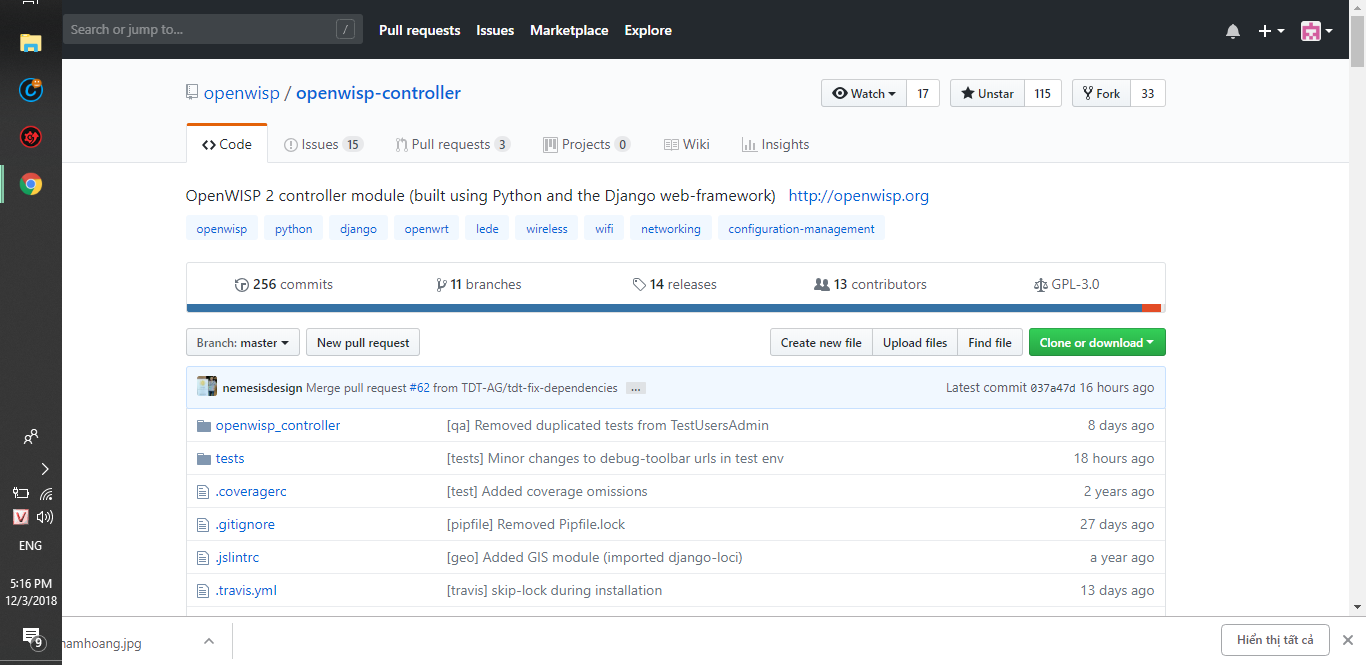 Search or jump to... /
Pull requests Issues Marketplace Explore
openwisp / openwisp-controller
Watch 17 Unstar 115 Fork 33
Code Issues 15 Pull requests 3 Projects 0 Wiki Insights
OpenWISP 2 controller module (built using Python and the Django web-framework) http://openwisp.org
openwisp python django openwrt lede wireless wifi networking configuration-management
256 commits 11 branches 14 releases 13 contributors GPL-3.0
Branch: master New pull request Create new file Upload files Find file Clone or download
nemesisdesign Merge pull request #62 from TDT-AG/tdt-fix-dependencies ... Latest commit 037a47d 16 hours ago
openwisp_controller [qa] Removed duplicated tests from TestUsersAdmin 8 days ago
tests [tests] Minor changes to debug-toolbar urls in test env 18 hours ago
.coveragerc [test] Added coverage omissions 2 years ago
.gitignore [pipfile] Removed Pipfile.lock 27 days ago
.jslintrc [geo] Added GIS module (imported django-loci) a year ago
.travis.yml [travis] skip-lock during installation 13 days ago
V
ENG
5:16 PM
12/3/2018
9
hamhoang.jpg
Hiển thị tất cả